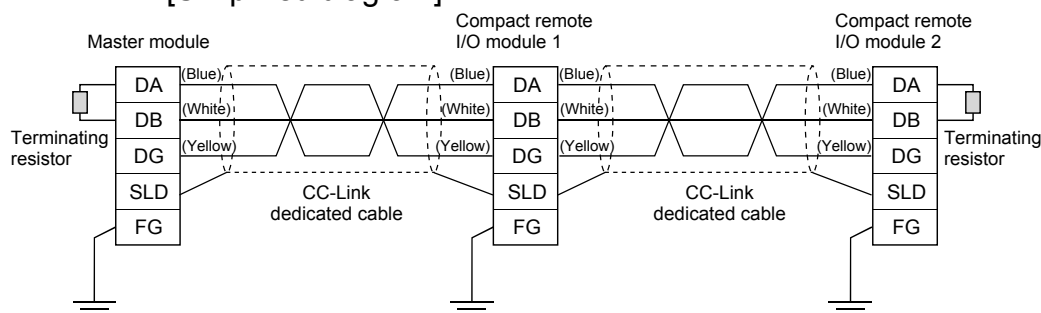 Master module
Compact remote
I/O module 1
Compact remote
I/O module 2
DA
(Blue)
(Blue)
DA
(Blue)
(Blue)
DA
DB
(White)
(White)
DB
(White)
(White)
DB
Terminating
resistor
DG
(Yellow)
(Yellow)
DG
(Yellow)
(Yellow)
DG
Terminating
resistor
SLD
CC-Link
dedicated cable
SLD
CC-Link
dedicated cable
SLD
FG
FG
FG